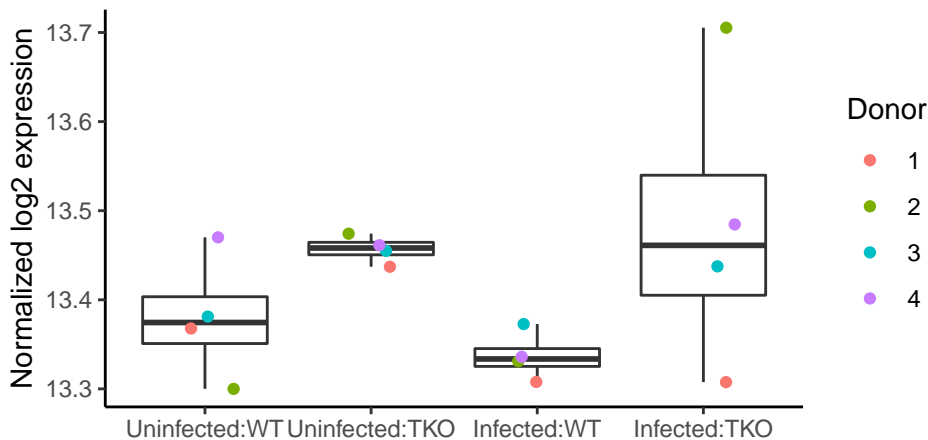 Normalized log2 expression
13.7
13.6
13.5
13.4
13.3
Uninfected:WT
Uninfected:TKO
Infected:WT
Infected:TKO
Donor
1
2
3
4